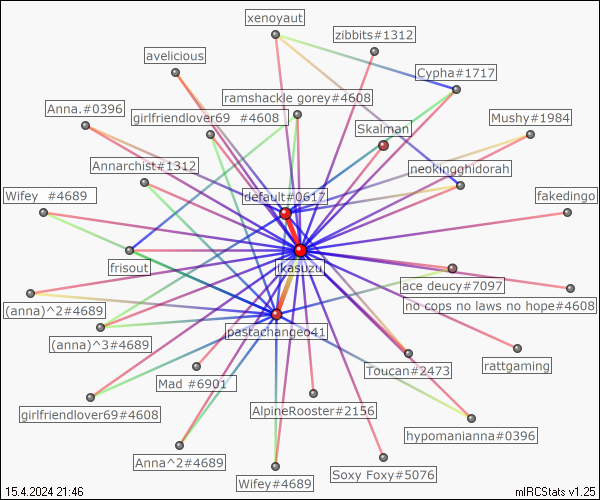 xenoyaut
zibbits#1312
avelicious
Cypha#1717
ramshackle gorey#4608
Anna.#0396
girlfriendlover69 #4608
Mushy#1984
Skalman
Annarchist#1312
neokingghidorah
Wifey #4689
default#0617
fakedingo
frisout
ikasuzu
ace deucy#7097
no cops no laws no hope#4608
(anna)^2#4689
pastachangeo41
(anna)^3#4689
rattgaming
Toucan#2473
Mad #6901
girlfriendlover69#4608
AlpineRooster#2156
hypomanianna#0396
Anna^2#4689
Soxy Foxy#5076
Wifey#4689
15.4.2024 21:46
mIRCStats v1.25